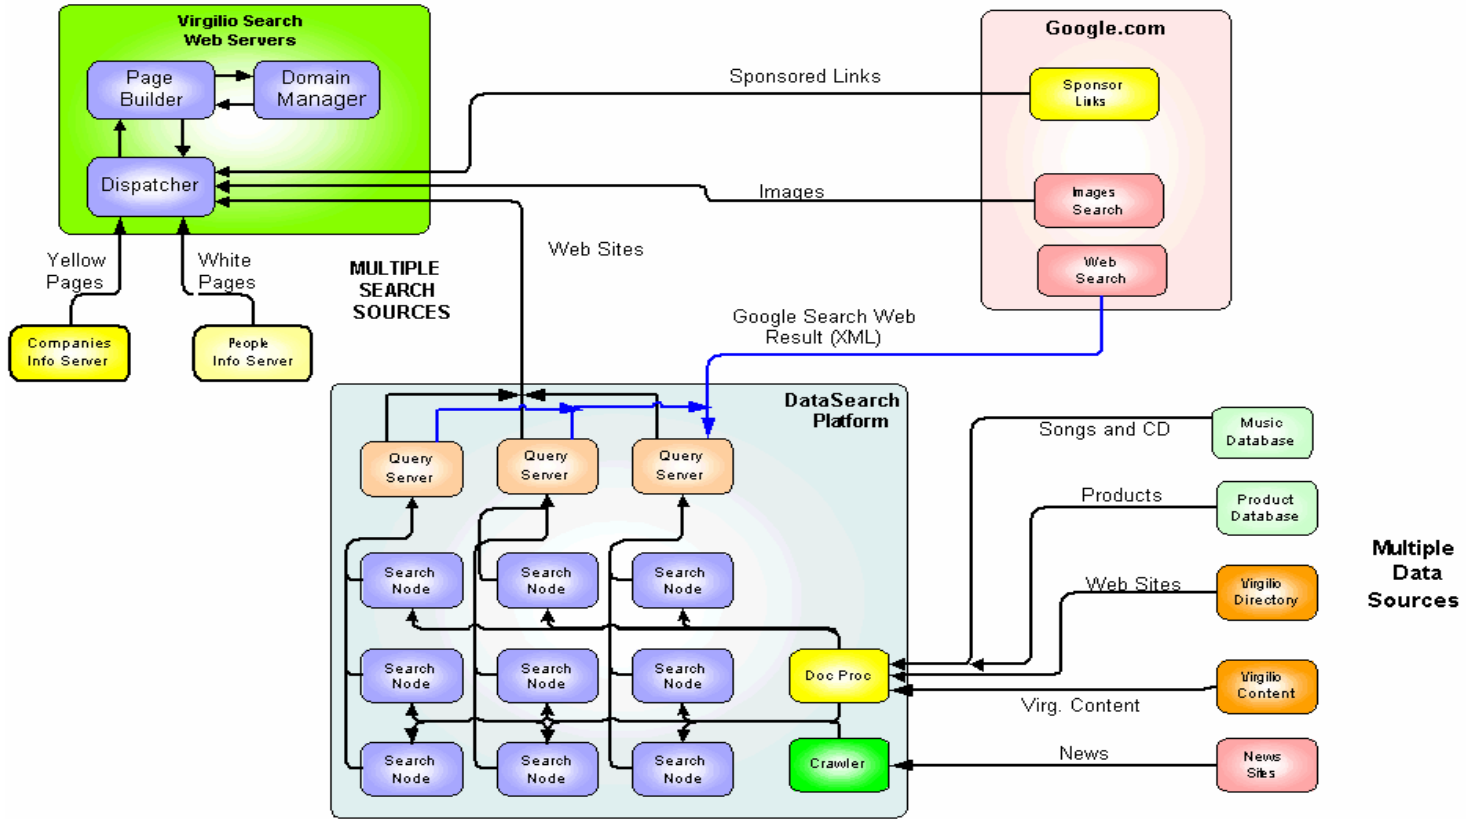 Virgilio Search
Web Servers
Page
Builder
Domain
Manager
Dispatcher
Google.com
Sponsor
Links
Images
Search
Web
Search
Sponsored Links
Images
Web Sites
Yellow
Pages
White
Pages
MULTIPLE
SEARCH
SOURCES
Companies
Info Server
People
Info Server
Google Search Web
Result (XML)
DataSearch
Platform
Query
Server
Query
Server
Query
Server
Search
Node
Search
Node
Search
Node
Search
Node
Search
Node
Search
Node
Search
Node
Search
Node
Search
Node
Doc Proc
Crawler
Songs and CD
Products
Web Sites
Virg. Content
News
Music
Database
Product
Database
Virgilio
Directory
Virgilio
Content
News
Sites
Multiple
Data
Sources